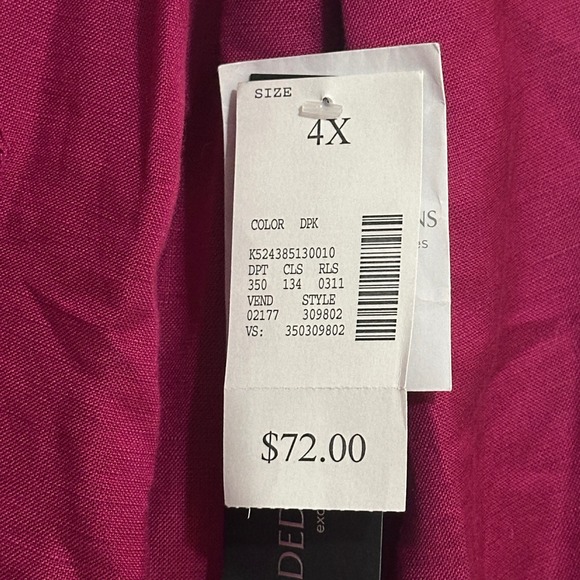 SIZE
4X
COLOR DPK
K524385130010
DPT CLS RLS
350 134 0311
VEND STYLE
02177 309802
VS: 350309802
$72.00